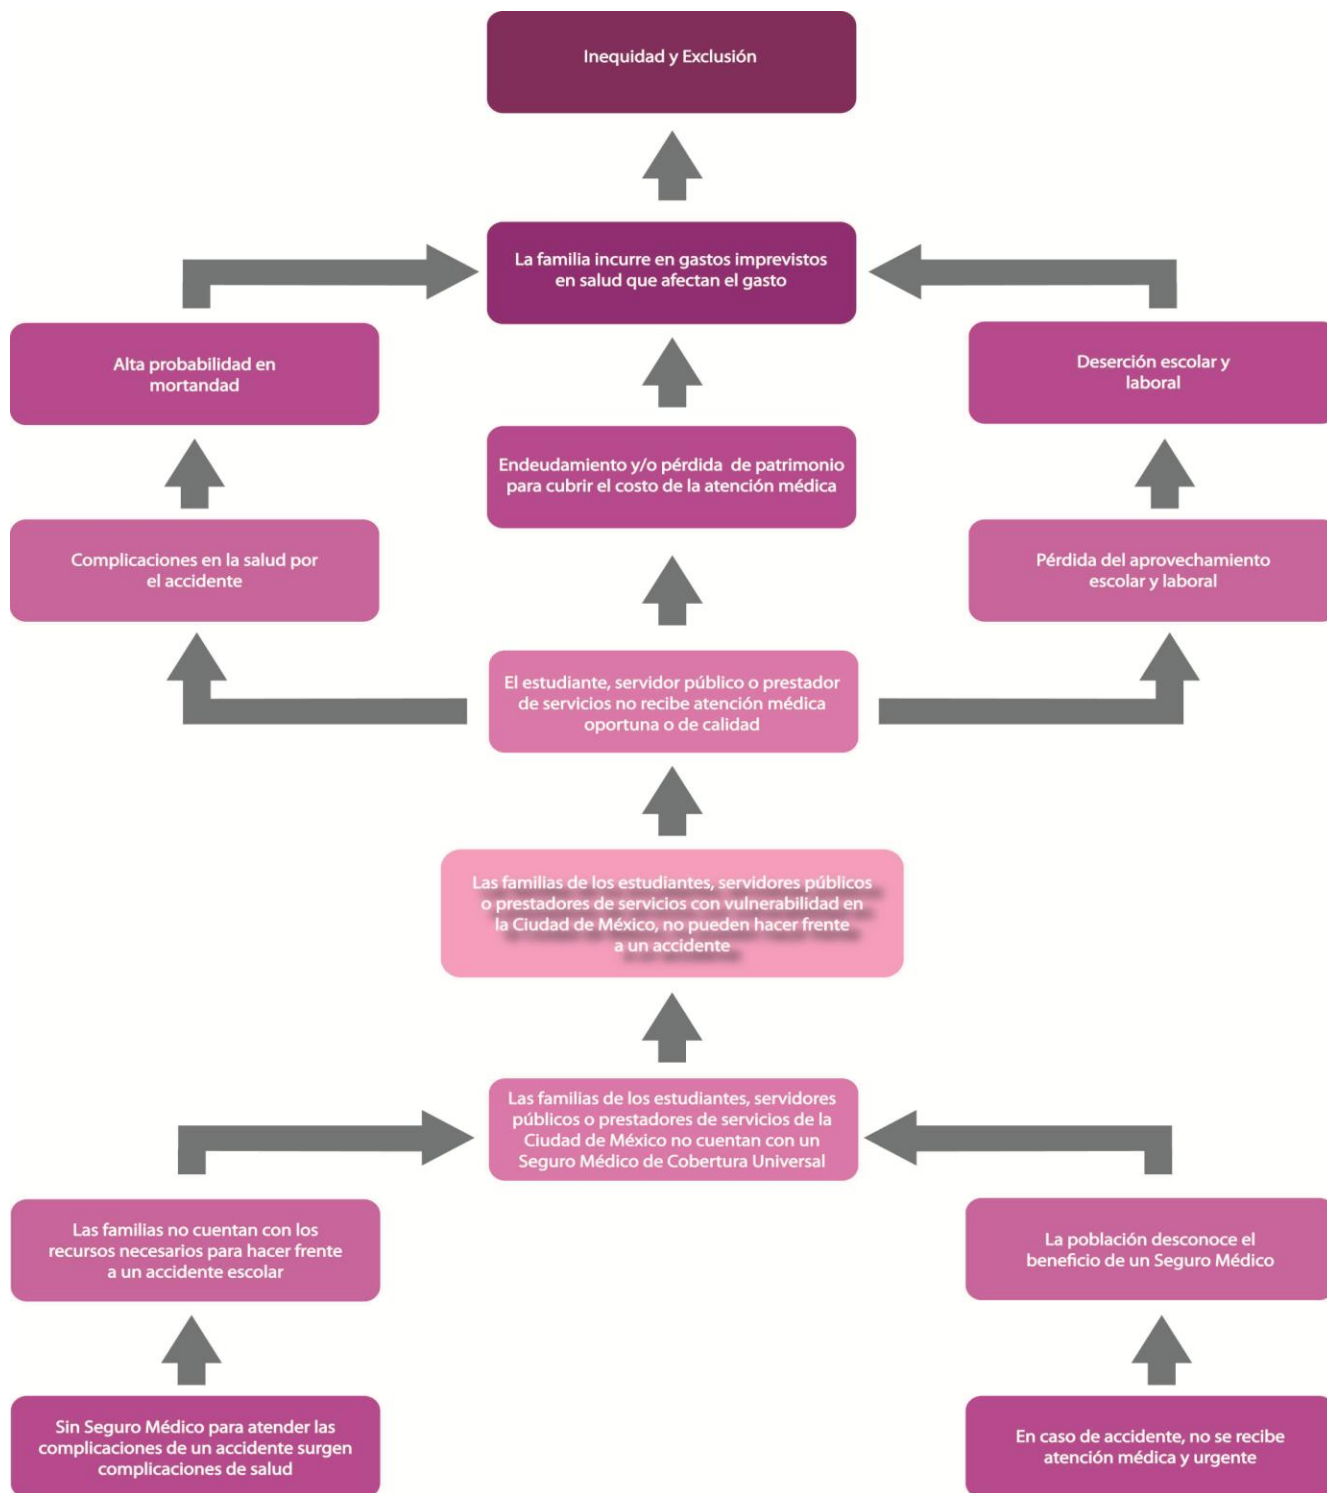 Inequidad y Exclusión
La familia incurre en gastos imprevistos
en salud que afectan el gasto
Alta probabilidad en
mortandad
Deserción escolar y
laboral
Endeudamiento y/o pérdida de patrimonio
para cubrir el costo de la atención médica
Complicaciones en la salud por
el accidente
Pérdida del aprovechamiento
escolar y laboral
El estudiante, servidor público o prestador
de servicios no recibe atención médica
oportuna o de calidad
Las familias de los estudiantes, servidores públicos
o prestadores de servicios con vulnerabilidad en
la Ciudad de México, no pueden hacer frente
a un accidente
Las familias de los estudiantes, servidores
públicos o prestadores de servicios de la
Ciudad de México no cuentan con un
Seguro Médico de Cobertura Universal
Las familias no cuentan con los
recursos necesarios para hacer frente
a un accidente escolar
La población desconoce el
beneficio de un Seguro Médico
Sin Seguro Médico para atender las
complicaciones de un accidente surgen
complicaciones de salud
En caso de accidente, no se recibe
atención médica y urgente